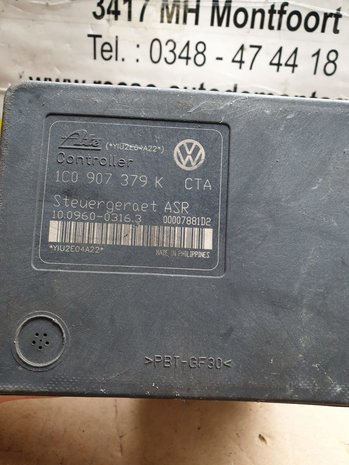 3417 MH Montfoort
Tel. : 0348 - 47 44 18
Ate (*YIU2E04A22*)
Controller
1C0 907 379 K CTA
Steuergeraet ASR
10.0960-0316.3 00007881D2
*YIU2E04A22* MADE IN PHILIPPINES
>PBT-GF30<